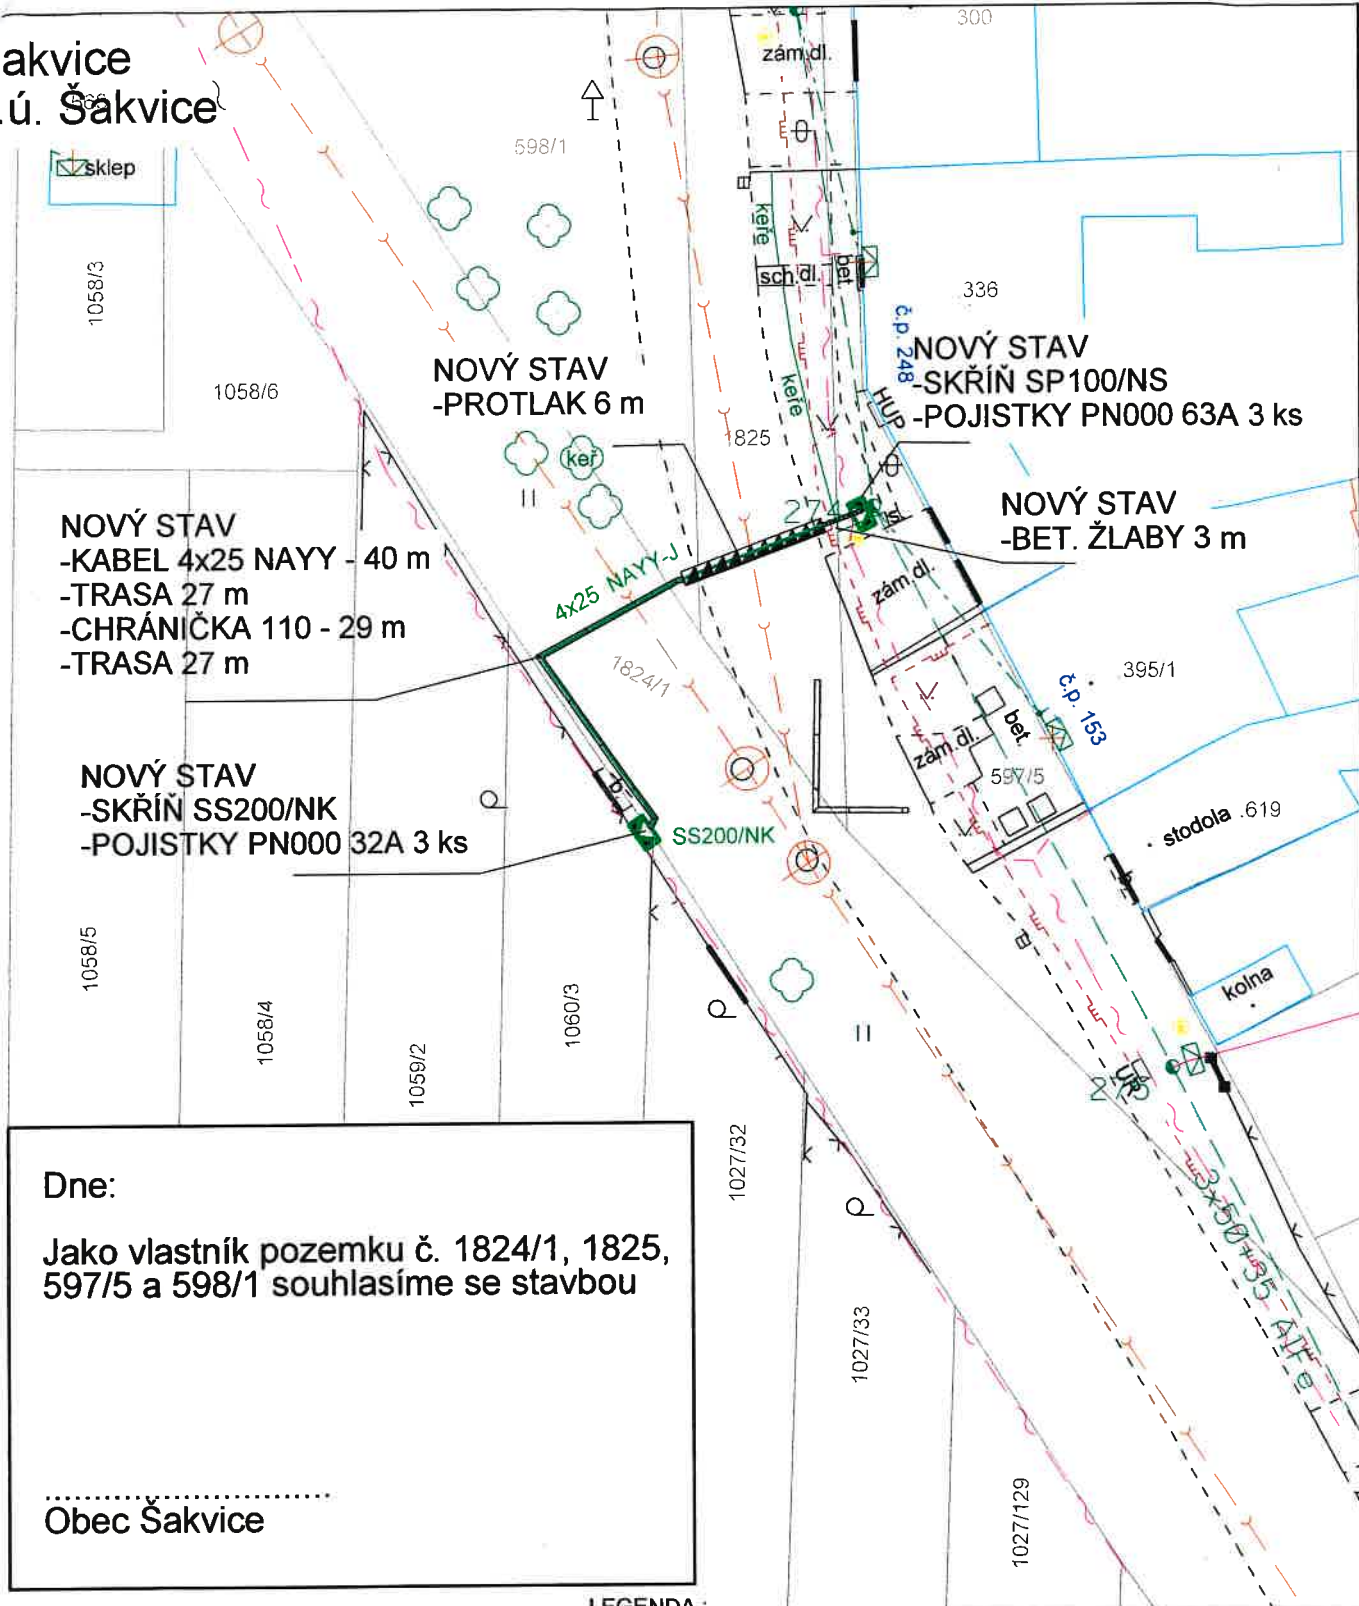 akvice
.ú. Šakvice
sklep
300
zám.dl.
598/1
1058/3
keře
sch.dl.
bet.
336
č.p. 248
NOVÝ STAV
-PROTLAK 6 m
NOVÝ STAV
-SKŘÍŇ SP100/NS
-POJISTKY PN000 63A 3 ks
1058/6
keře
HUP
1825
keř
NOVÝ STAV
-BET. ŽLABY 3 m
NOVÝ STAV
-KABEL 4x25 NAYY - 40 m
-TRASA 27 m
-CHRÁNIČKA 110 - 29 m
-TRASA 27 m
4x25 NAYY-J
zám.dl.
1824/1
395/1
č.p. 153
bet.
zám.dl.
597/5
NOVÝ STAV
-SKŘÍŇ SS200/NK
-POJISTKY PN000 32A 3 ks
b.
SS200/NK
stodola .619
kolna
1058/5
1058/4
1059/2
1060/3
UR
1027/32
3x50+35 AlFe
Dne:
Jako vlastník pozemku č. 1824/1, 1825,
597/5 a 598/1 souhlasíme se stavbou
1027/33
1027/129
..............................
Obec Šakvice
LEGENDA :